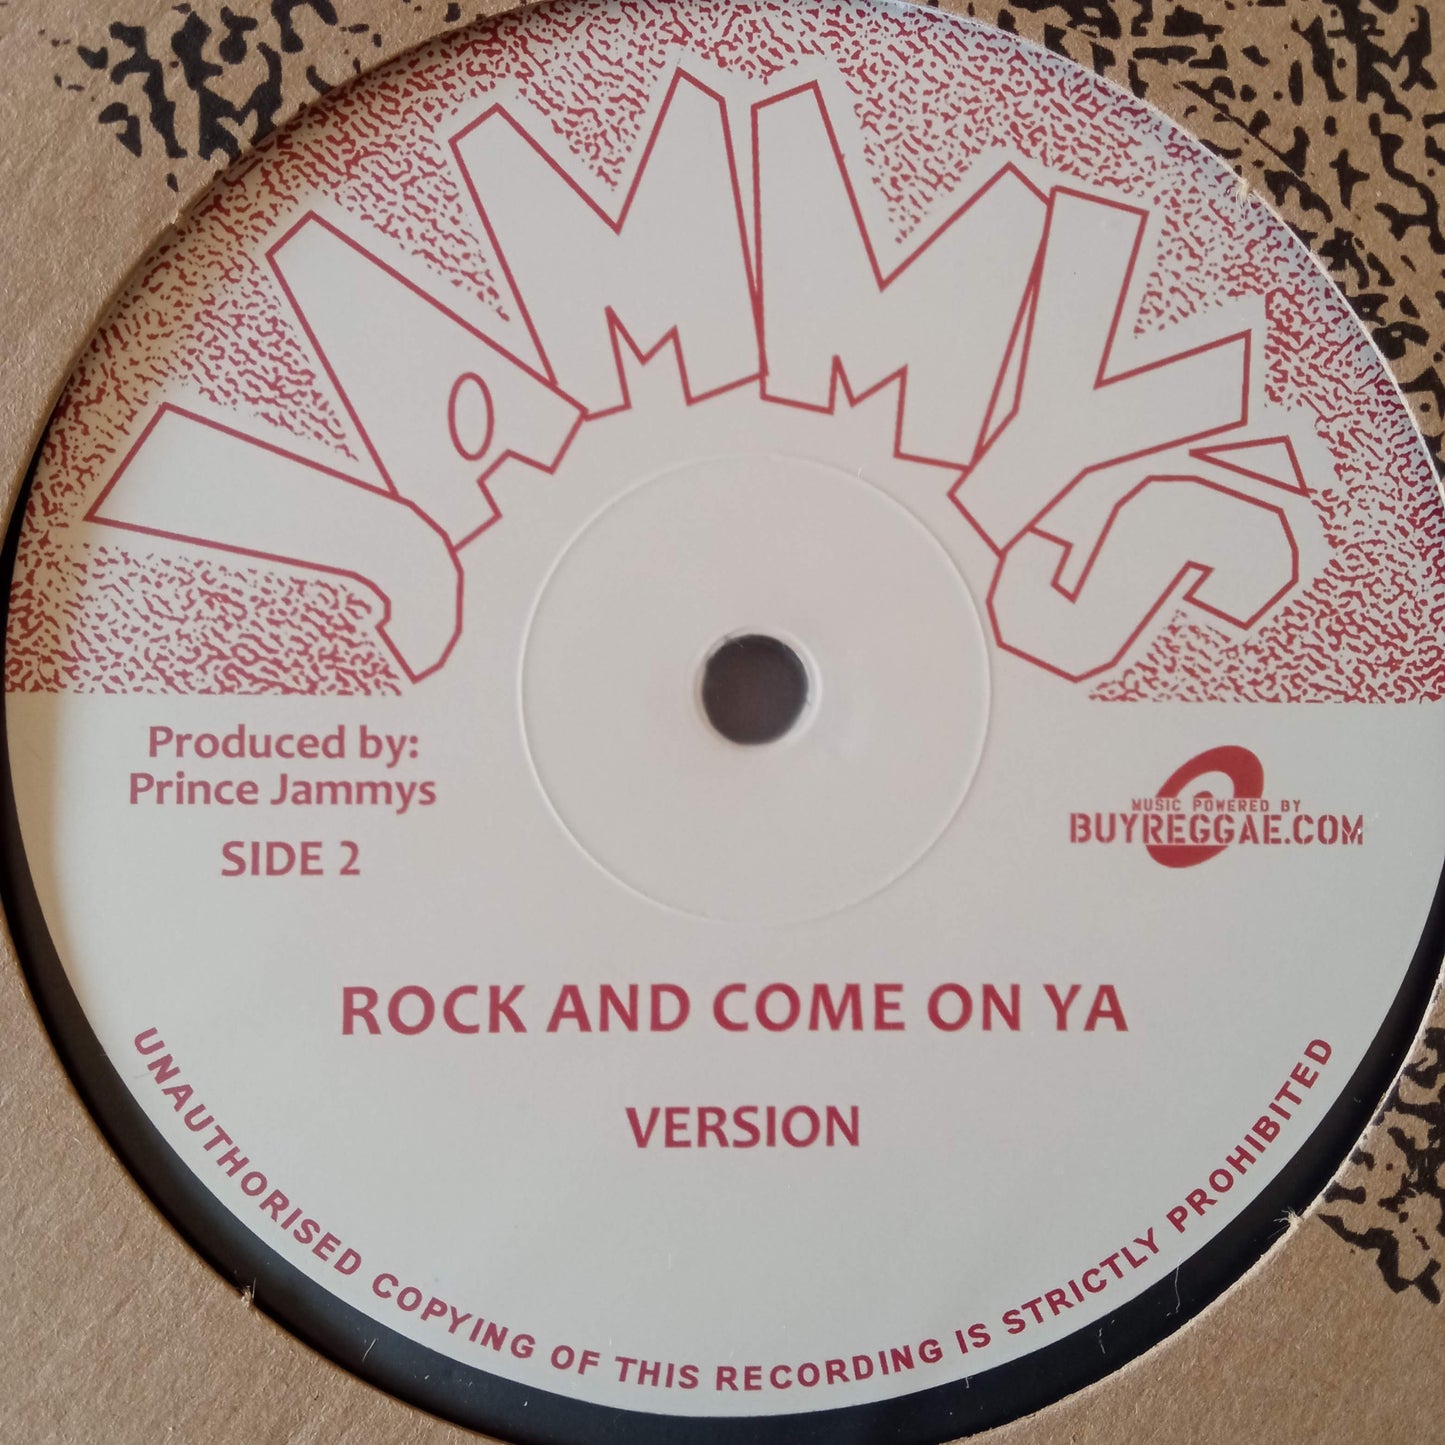 JAMMY'S
Produced by:
Prince Jammys
SIDE 2
MUSIC POWERED BY
BUYREGGAE.COM
ROCK AND COME ON YA
VERSION
UNAUTHORISED COPYING OF THIS RECORDING IS STRICTLY PROHIBITED